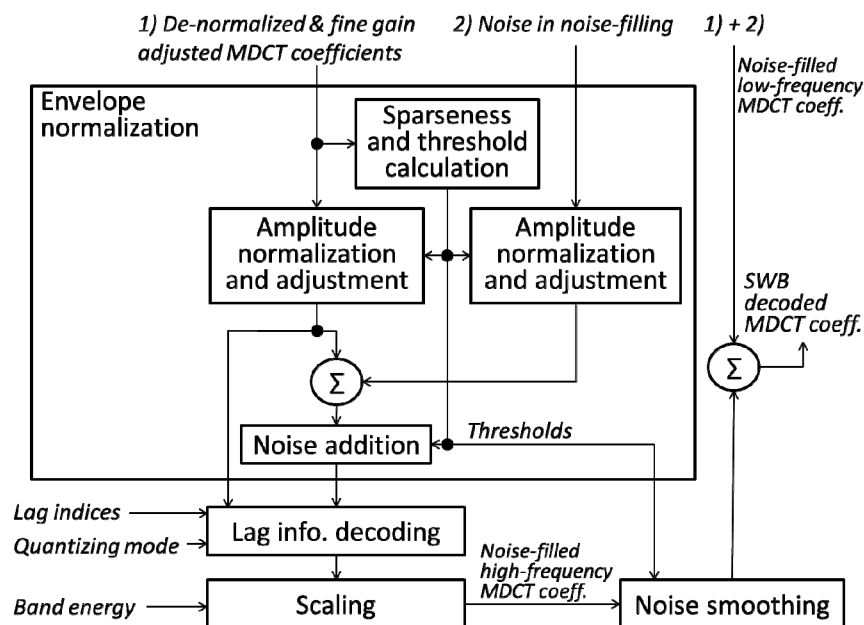 1) De-normalized & fine gain
adjusted MDCT coefficients
2) Noise in noise-filling
1) + 2)
Noise-filled
low-frequency
MDCT coeff.
Envelope
normalization
Sparseness
and threshold
calculation
Amplitude
normalization
and adjustment
Amplitude
normalization
and adjustment
SWB
decoded
MDCT coeff.
Σ
Σ
Noise addition
Thresholds
Lag indices
Quantizing mode
Lag info. decoding
Noise-filled
high-frequency
MDCT coeff.
Band energy
Scaling
Noise smoothing